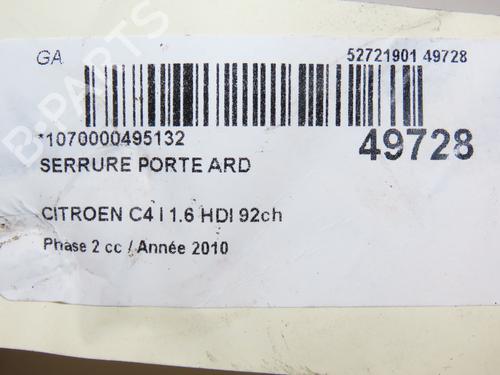 GA
52721901 49728
*1070000495132
49728
SERRURE PORTE ARD
CITROEN C4 I 1.6 HDI 92ch
Phase 2 cc / Année 2010
B-PARTS